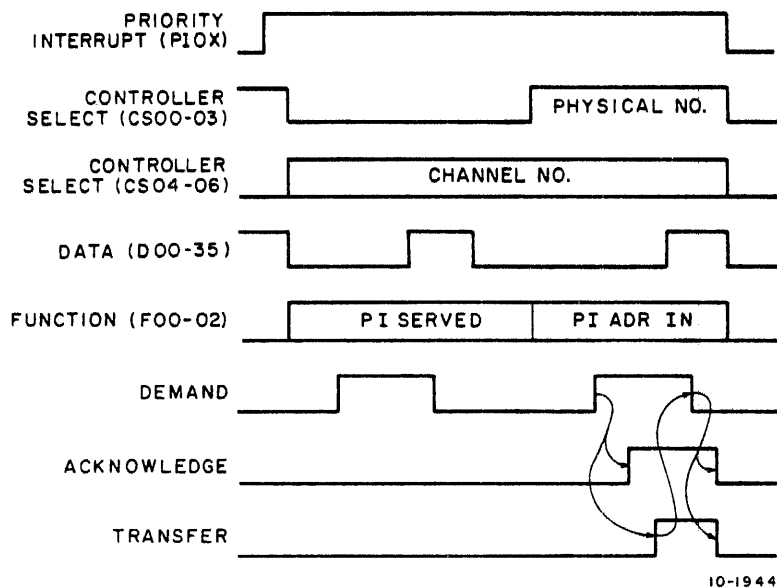 PRIORITY
INTERRUPT (PIOX)
CONTROLLER
SELECT (CS00-03)
PHYSICAL NO.
CONTROLLER
SELECT (CS04-06)
CHANNEL NO.
DATA (D00-35)
FUNCTION (F00-02)
PI SERVED
PI ADR IN
DEMAND
ACKNOWLEDGE
TRANSFER
10-1944